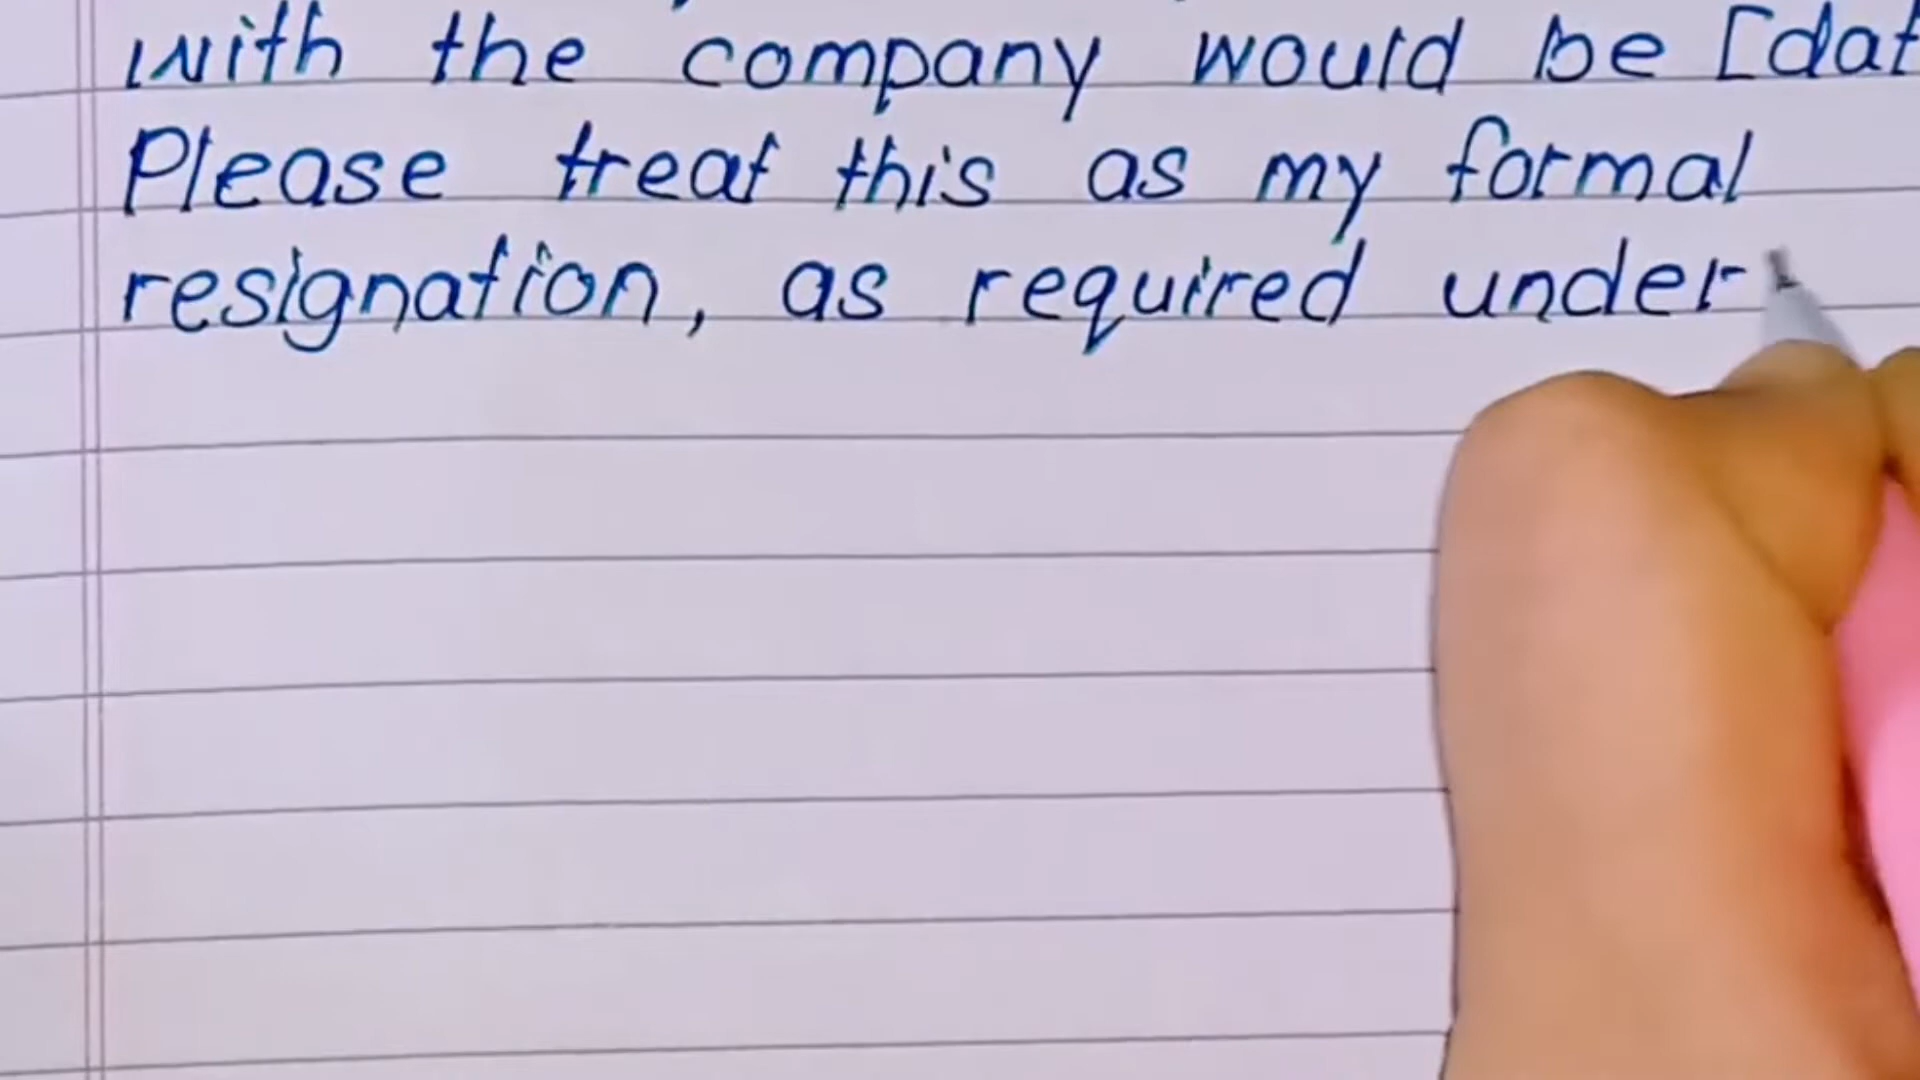 with the company would be [dat
Please treat this as my formal
resignation, as required under